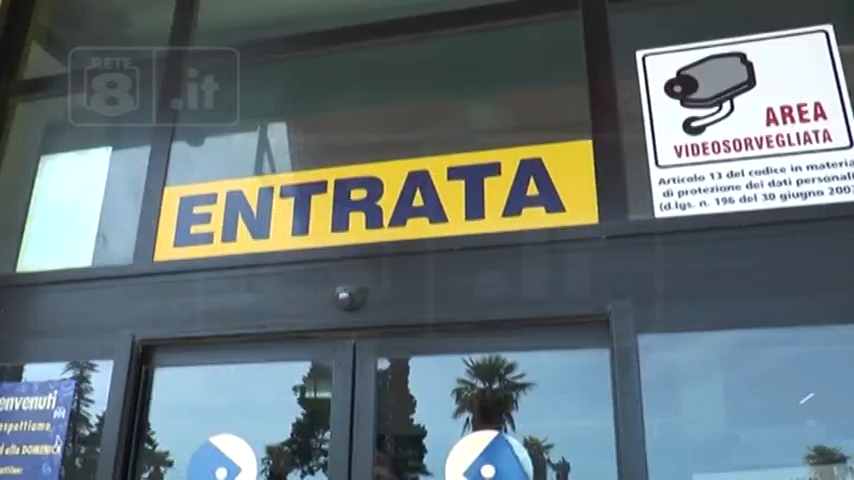 RETE
8 .it
ENTRATA
AREA
VIDEOSORVEGLIATA
Articolo 13 del codice in materia
di protezione dei dati personali
(d.lgs. n. 196 del 30 giugno 2003
envenuti
spettiamo
alla DOMENICA